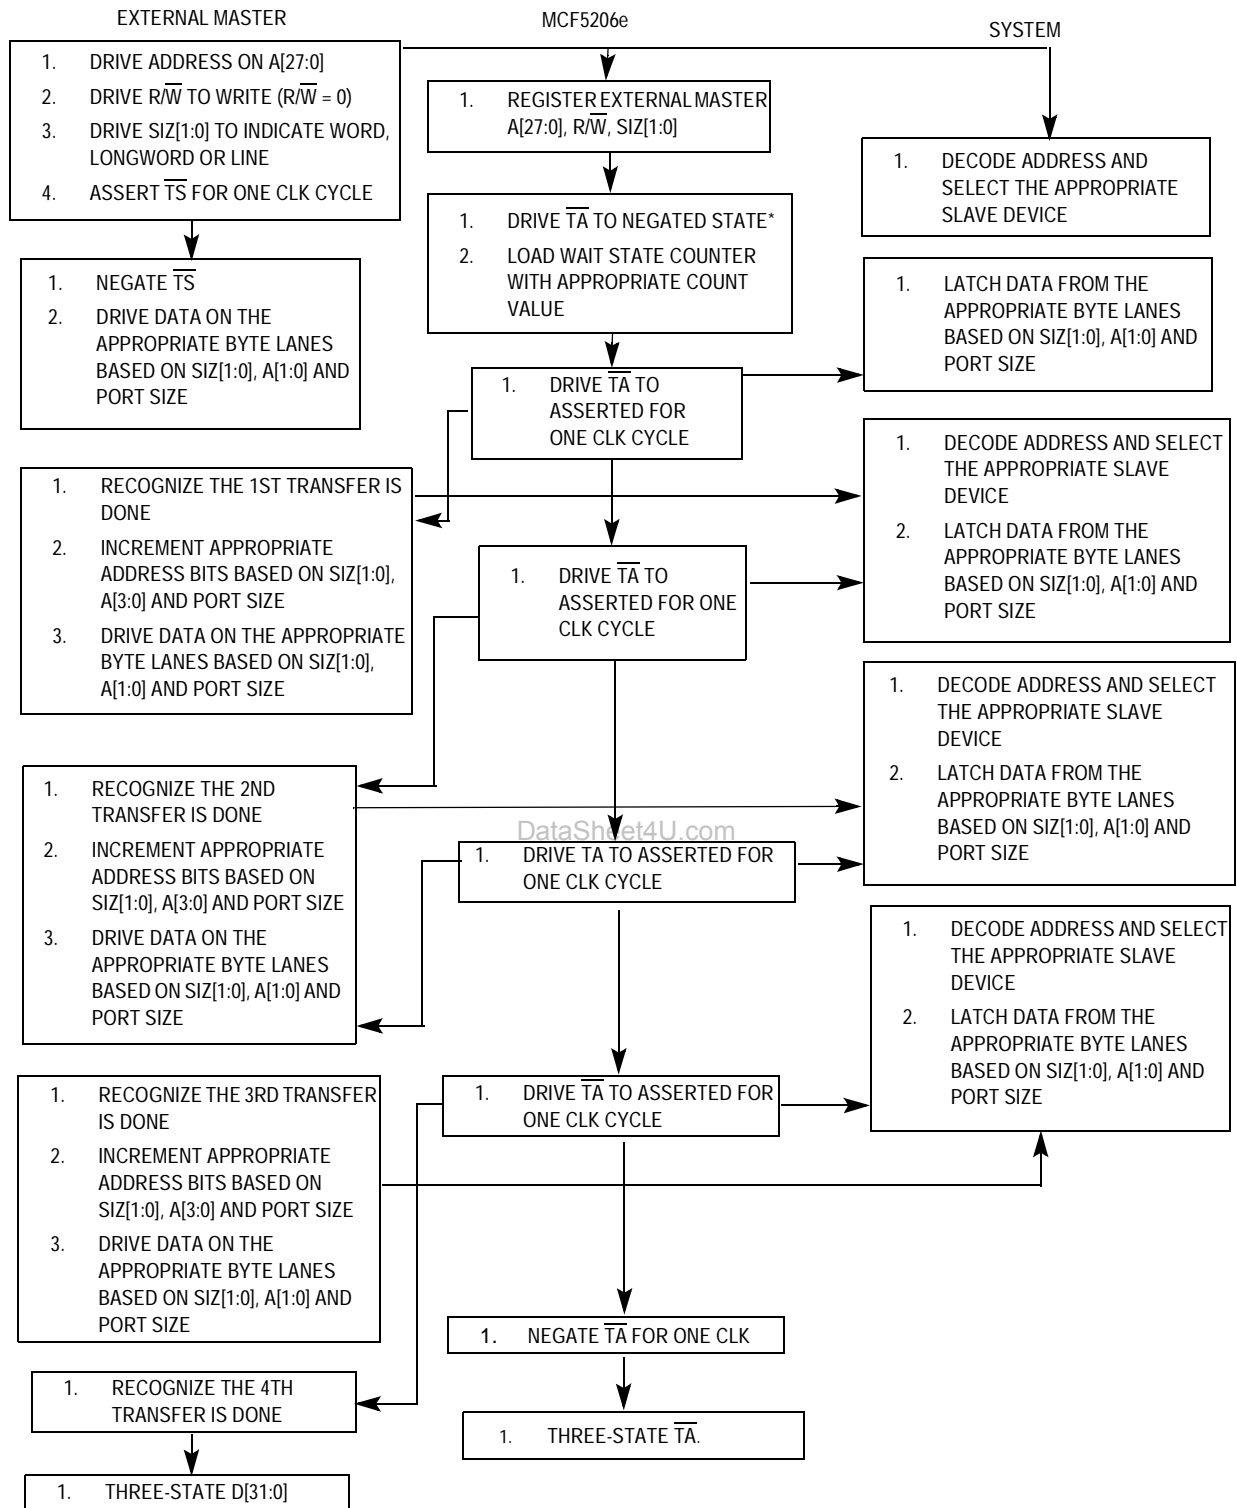 EXTERNAL MASTER
MCF5206e
SYSTEM
1. DRIVE ADDRESS ON A[27:0]
2. DRIVE R/W̅ TO WRITE (R/W̅ = 0)
3. DRIVE SIZ[1:0] TO INDICATE WORD,
LONGWORD OR LINE
4. ASSERT T̅S̅ FOR ONE CLK CYCLE
1. REGISTER EXTERNAL MASTER
A[27:0], R/W̅, SIZ[1:0]
1. DECODE ADDRESS AND
SELECT THE APPROPRIATE
SLAVE DEVICE
1. NEGATE T̅S̅
2. DRIVE DATA ON THE
APPROPRIATE BYTE LANES
BASED ON SIZ[1:0], A[1:0] AND
PORT SIZE
1. DRIVE T̅A̅ TO NEGATED STATE*
2. LOAD WAIT STATE COUNTER
WITH APPROPRIATE COUNT
VALUE
1. LATCH DATA FROM THE
APPROPRIATE BYTE LANES
BASED ON SIZ[1:0], A[1:0] AND
PORT SIZE
1. DRIVE T̅A̅ TO
ASSERTED FOR
ONE CLK CYCLE
1. RECOGNIZE THE 1ST TRANSFER IS
DONE
2. INCREMENT APPROPRIATE
ADDRESS BITS BASED ON SIZ[1:0],
A[3:0] AND PORT SIZE
3. DRIVE DATA ON THE APPROPRIATE
BYTE LANES BASED ON SIZ[1:0],
A[1:0] AND PORT SIZE
1. DECODE ADDRESS AND SELECT
THE APPROPRIATE SLAVE
DEVICE
2. LATCH DATA FROM THE
APPROPRIATE BYTE LANES
BASED ON SIZ[1:0], A[1:0] AND
PORT SIZE
1. DRIVE T̅A̅ TO
ASSERTED FOR ONE
CLK CYCLE
1. DECODE ADDRESS AND SELECT
THE APPROPRIATE SLAVE
DEVICE
2. LATCH DATA FROM THE
APPROPRIATE BYTE LANES
BASED ON SIZ[1:0], A[1:0] AND
PORT SIZE
1. RECOGNIZE THE 2ND
TRANSFER IS DONE
2. INCREMENT APPROPRIATE
ADDRESS BITS BASED ON
SIZ[1:0], A[3:0] AND PORT SIZE
3. DRIVE DATA ON THE
APPROPRIATE BYTE LANES
BASED ON SIZ[1:0], A[1:0] AND
PORT SIZE
DataSheet4U.com
1. DRIVE TA TO ASSERTED FOR
ONE CLK CYCLE
1. DECODE ADDRESS AND SELECT
THE APPROPRIATE SLAVE
DEVICE
2. LATCH DATA FROM THE
APPROPRIATE BYTE LANES
BASED ON SIZ[1:0], A[1:0] AND
PORT SIZE
1. RECOGNIZE THE 3RD TRANSFER
IS DONE
2. INCREMENT APPROPRIATE
ADDRESS BITS BASED ON
SIZ[1:0], A[3:0] AND PORT SIZE
3. DRIVE DATA ON THE
APPROPRIATE BYTE LANES
BASED ON SIZ[1:0], A[1:0] AND
PORT SIZE
1. DRIVE T̅A̅ TO ASSERTED FOR
ONE CLK CYCLE
1. NEGATE T̅A̅ FOR ONE CLK
1. RECOGNIZE THE 4TH
TRANSFER IS DONE
1. THREE-STATE T̅A̅.
1. THREE-STATE D[31:0]